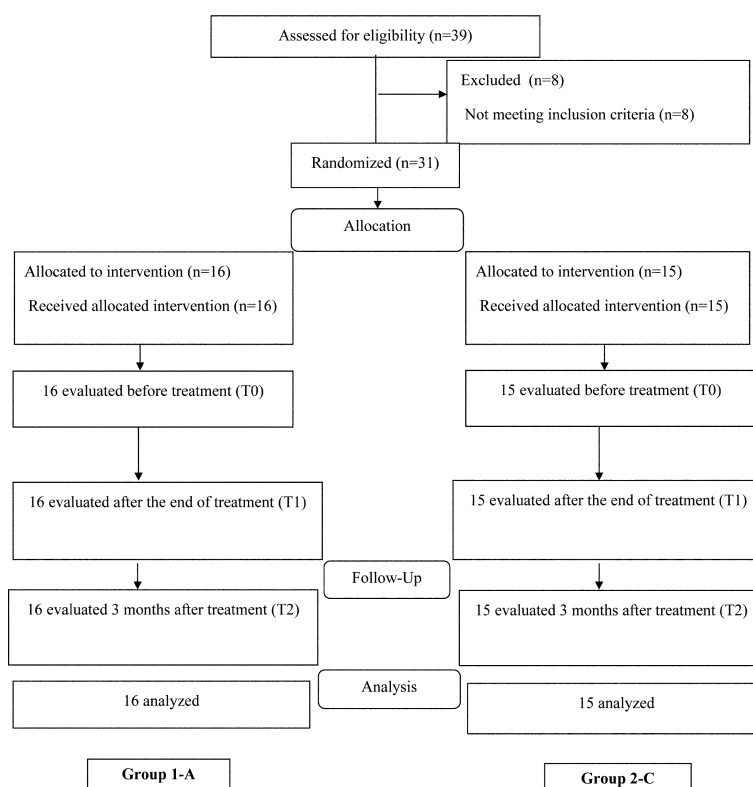 Assessed for eligibility (n=39)
Excluded (n=8)
Not meeting inclusion criteria (n=8)
Randomized (n=31)
Allocation
Allocated to intervention (n=16)
Received allocated intervention (n=16)
Allocated to intervention (n=15)
Received allocated intervention (n=15)
16 evaluated before treatment (T0)
15 evaluated before treatment (T0)
16 evaluated after the end of treatment (T1)
15 evaluated after the end of treatment (T1)
Follow-Up
16 evaluated 3 months after treatment (T2)
15 evaluated 3 months after treatment (T2)
Analysis
16 analyzed
15 analyzed
Group 1-A
Group 2-C